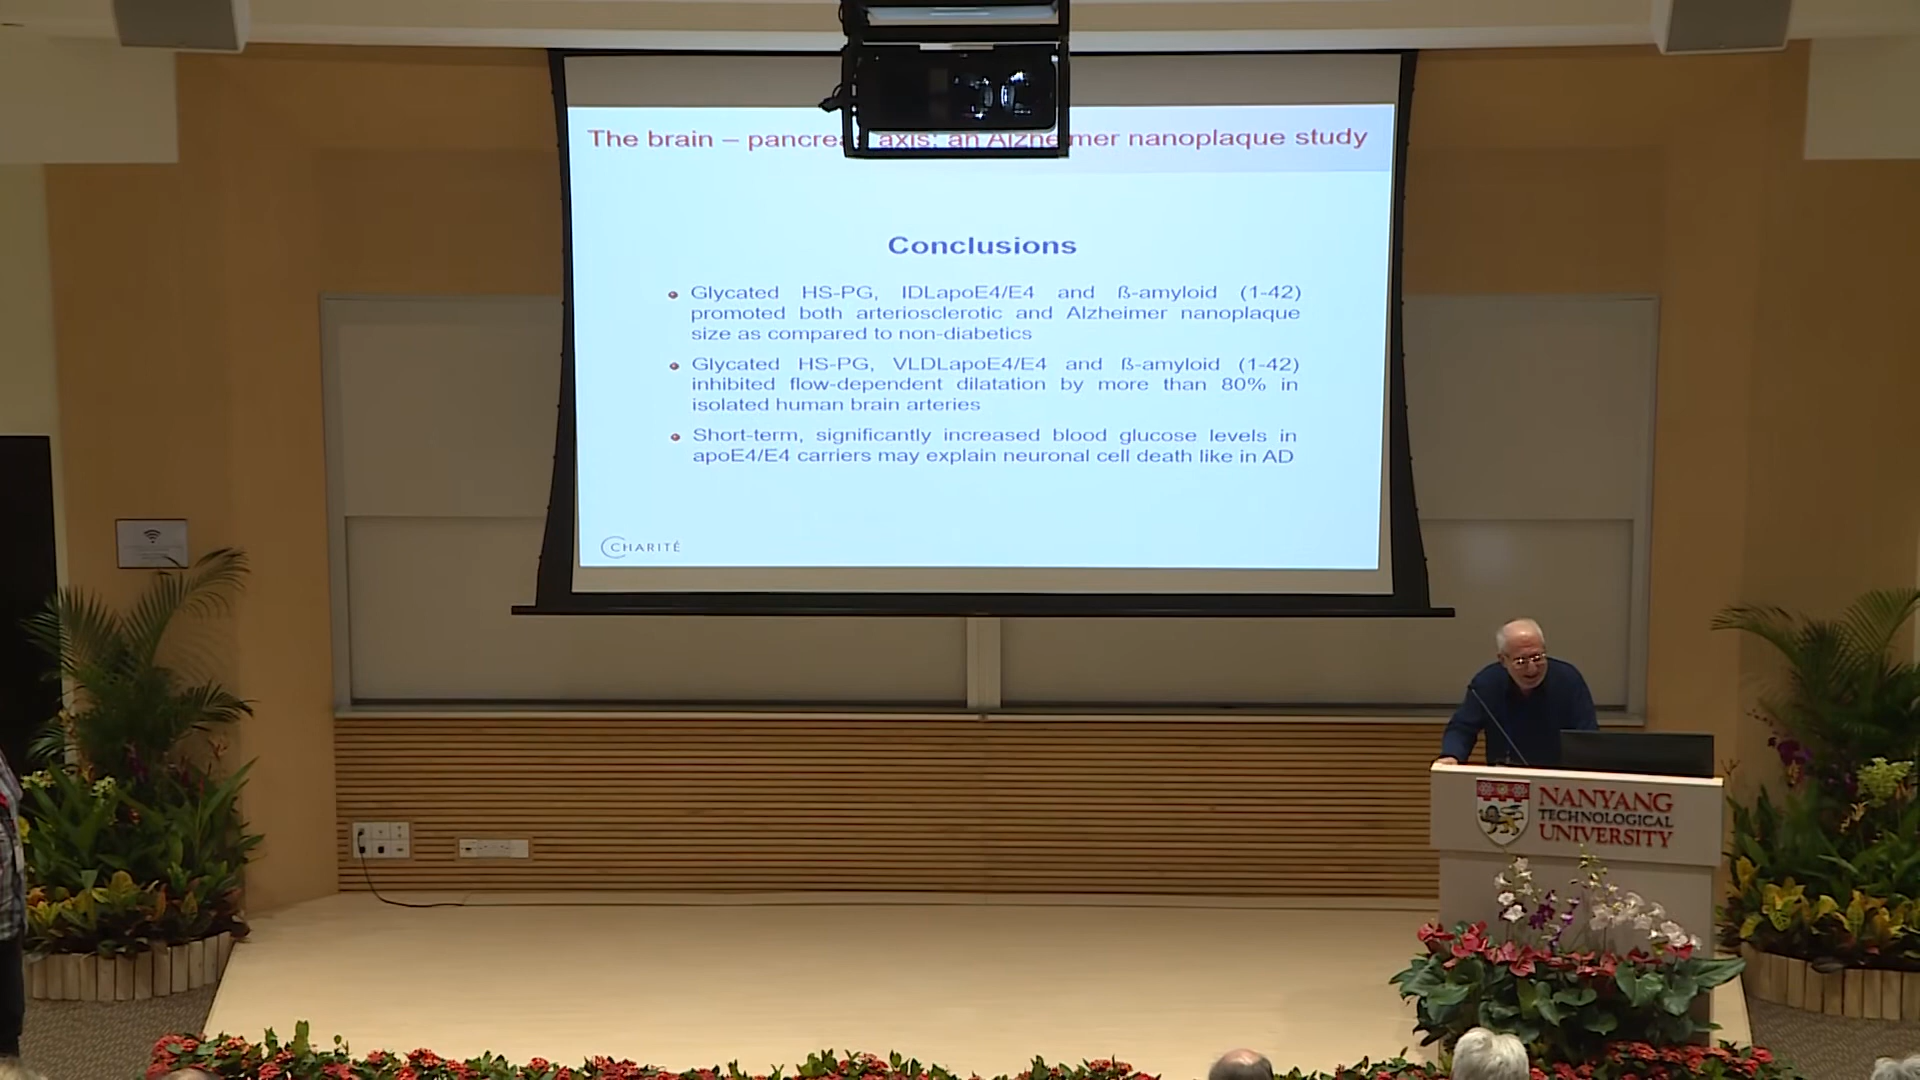 The brain – pancreas axis: an Alzheimer nanoplaque study
Conclusions
Glycated HS-PG, IDLapoE4/E4 and ß-amyloid (1-42)
promoted both arteriosclerotic and Alzheimer nanoplaque
size as compared to non-diabetics
Glycated HS-PG, VLDLapoE4/E4 and ß-amyloid (1-42)
inhibited flow-dependent dilatation by more than 80% in
isolated human brain arteries
Short-term, significantly increased blood glucose levels in
apoE4/E4 carriers may explain neuronal cell death like in AD
CHARITÉ
NANYANG
TECHNOLOGICAL
UNIVERSITY